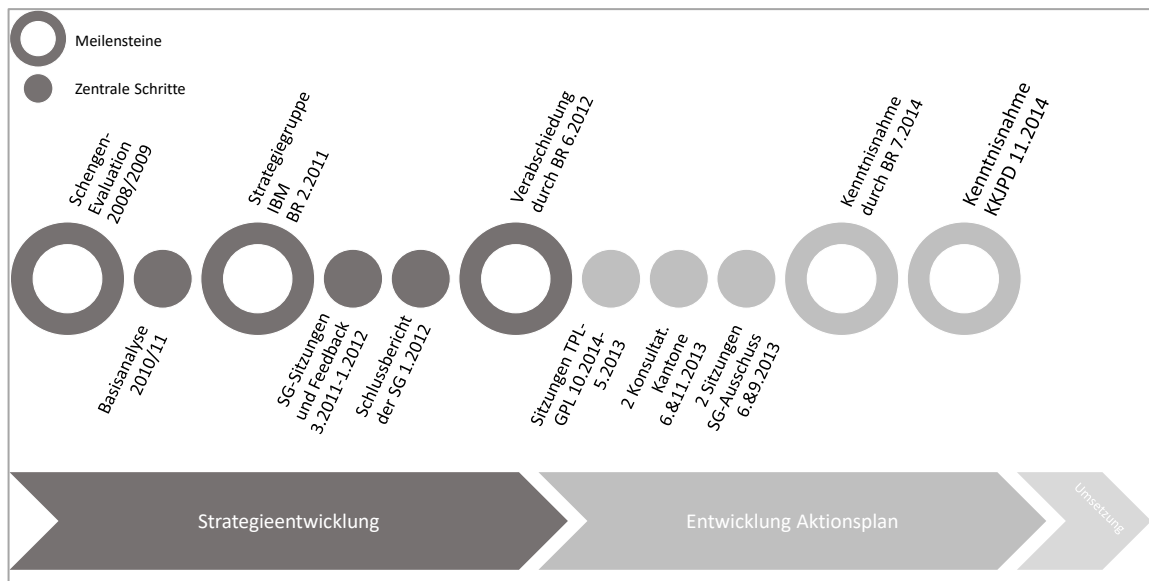 Meilensteine
Zentrale Schritte
Schengen-
Evaluation
2008/2009
Basisanalyse
2010/11
Strategiegruppe
IBM
BR 2.2011
SG-Sitzungen
und Feedback
3.2011-1.2012
Schlussbericht
der SG 1.2012
Verabschiedung
durch BR 6.2012
Sitzungen TPL-
GPL 10.2014-
5.2013
2 Konsultat.
Kantone
6.&11.2013
2 Sitzungen
SG-Ausschuss
6.&9.2013
Kenntnisnahme
durch BR 7.2014
Kenntnisnahme
KKJPD 11.2014
Strategieentwicklung
Entwicklung Aktionsplan
Umsetzung